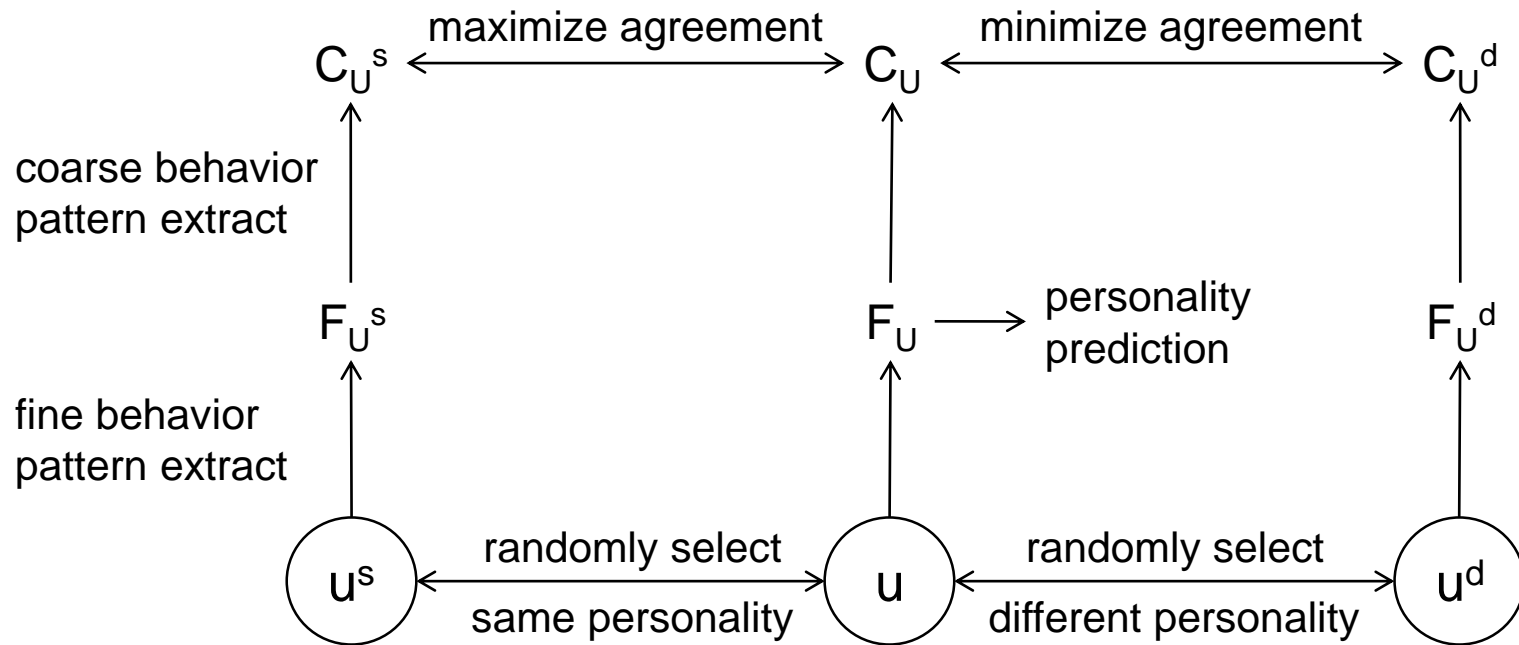 maximize agreement
minimize agreement
C_U^s
C_U
C_U^d
coarse behavior
pattern extract
F_U^s
F_U
personality
prediction
F_U^d
fine behavior
pattern extract
randomly select
randomly select
u^s
u
u^d
same personality
different personality